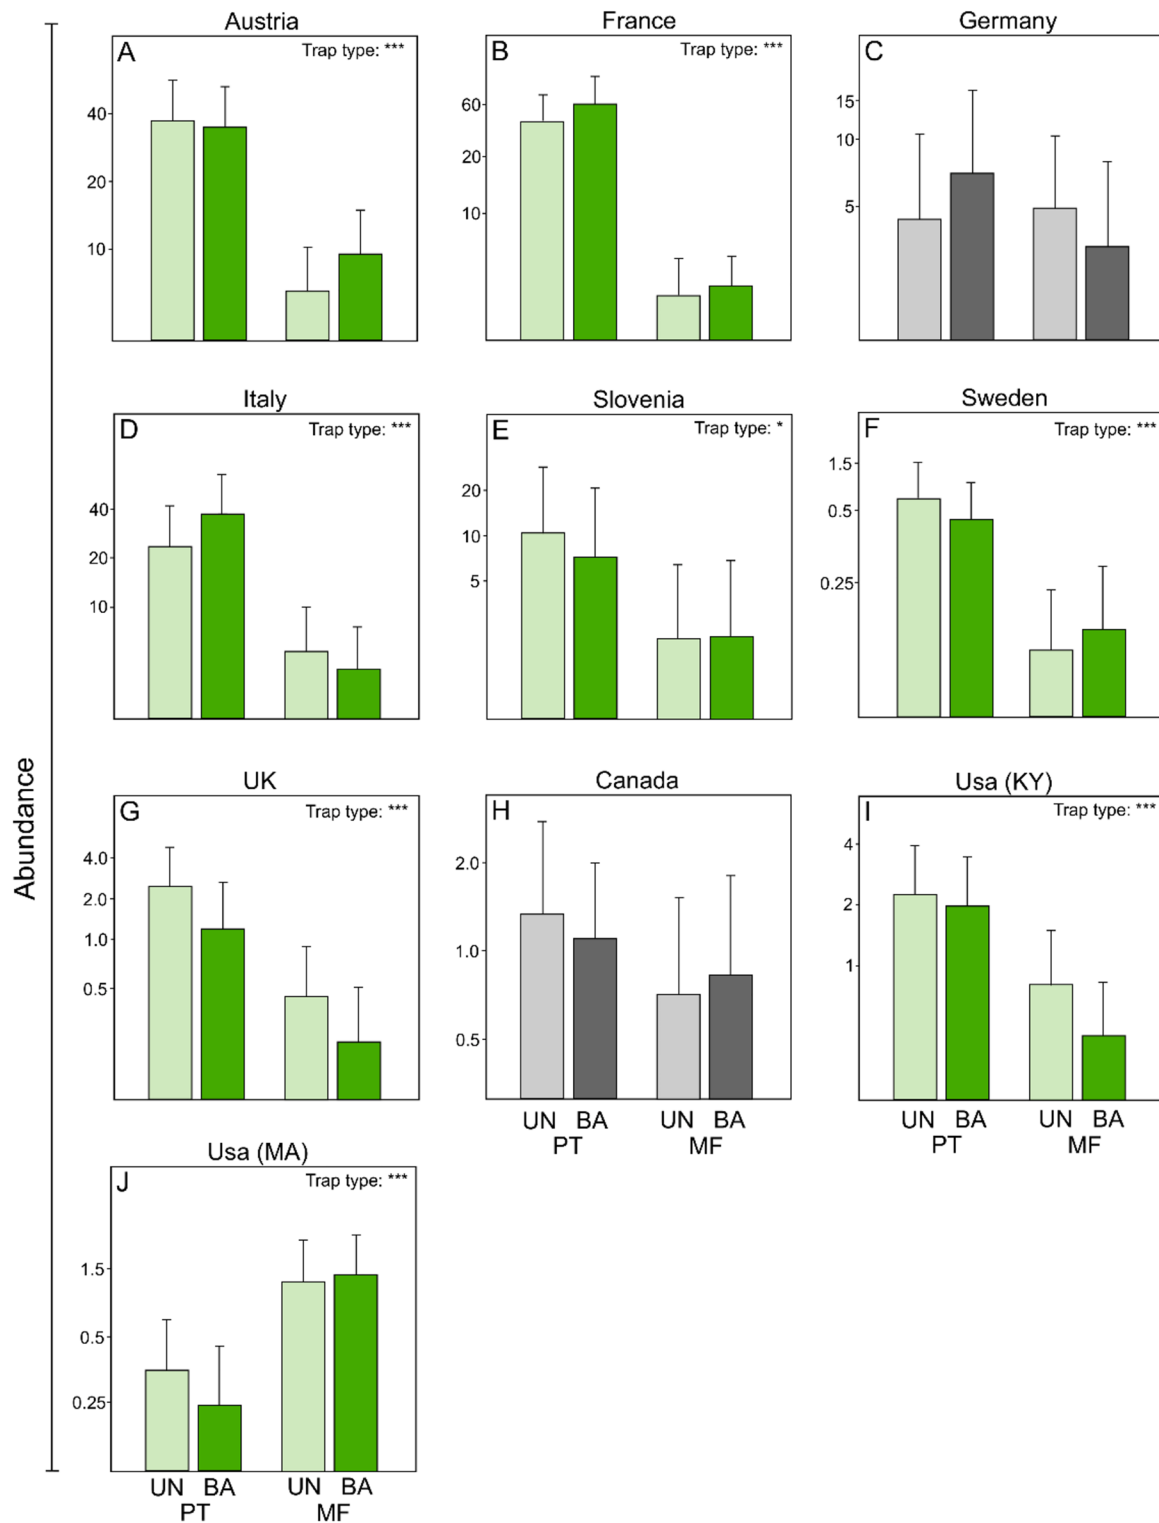 Abundance
Austria
A
Trap type: ***
40
20
10
France
B
Trap type: ***
60
20
10
Germany
C
15
10
5
Italy
D
Trap type: ***
40
20
10
Slovenia
E
Trap type: *
20
10
5
Sweden
F
Trap type: ***
1.5
0.5
0.25
UK
G
Trap type: ***
4.0
2.0
1.0
0.5
Canada
H
2.0
1.0
0.5
UN BA UN BA
PT MF
Usa (KY)
I
Trap type: ***
4
2
1
UN BA UN BA
PT MF
Usa (MA)
J
Trap type: ***
1.5
0.5
0.25
UN BA UN BA
PT MF